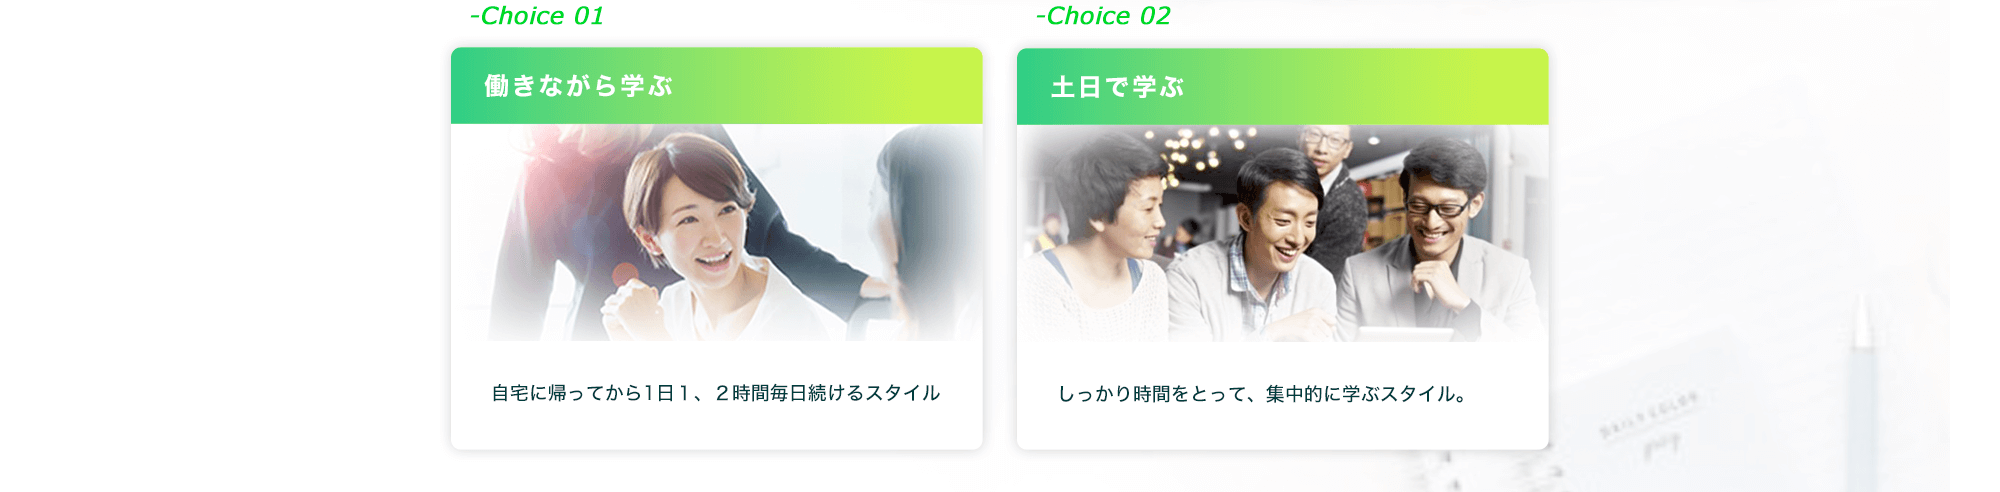 -Choice 01
働きながら学ぶ
自宅に帰ってから1日１、２時間毎日続けるスタイル
-Choice 02
土日で学ぶ
しっかり時間をとって、集中的に学ぶスタイル。